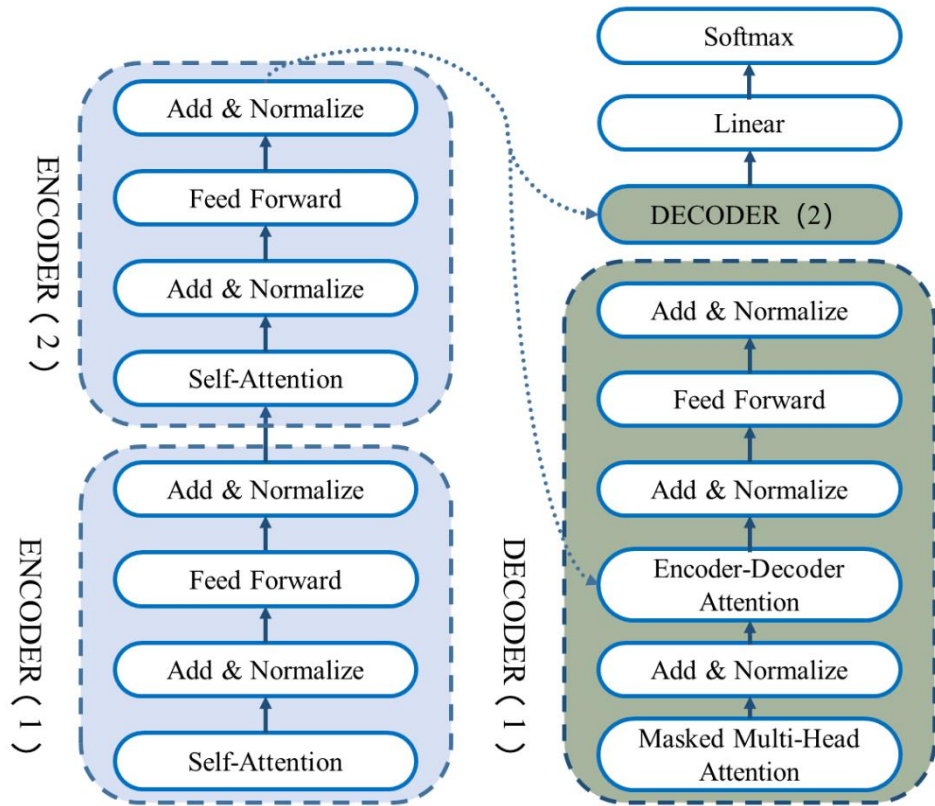 ENCODER (2)
Add & Normalize
Feed Forward
Add & Normalize
Self-Attention
ENCODER (1)
Add & Normalize
Feed Forward
Add & Normalize
Self-Attention
Softmax
Linear
DECODER (2)
DECODER (1)
Add & Normalize
Feed Forward
Add & Normalize
Encoder-Decoder
Attention
Add & Normalize
Masked Multi-Head
Attention